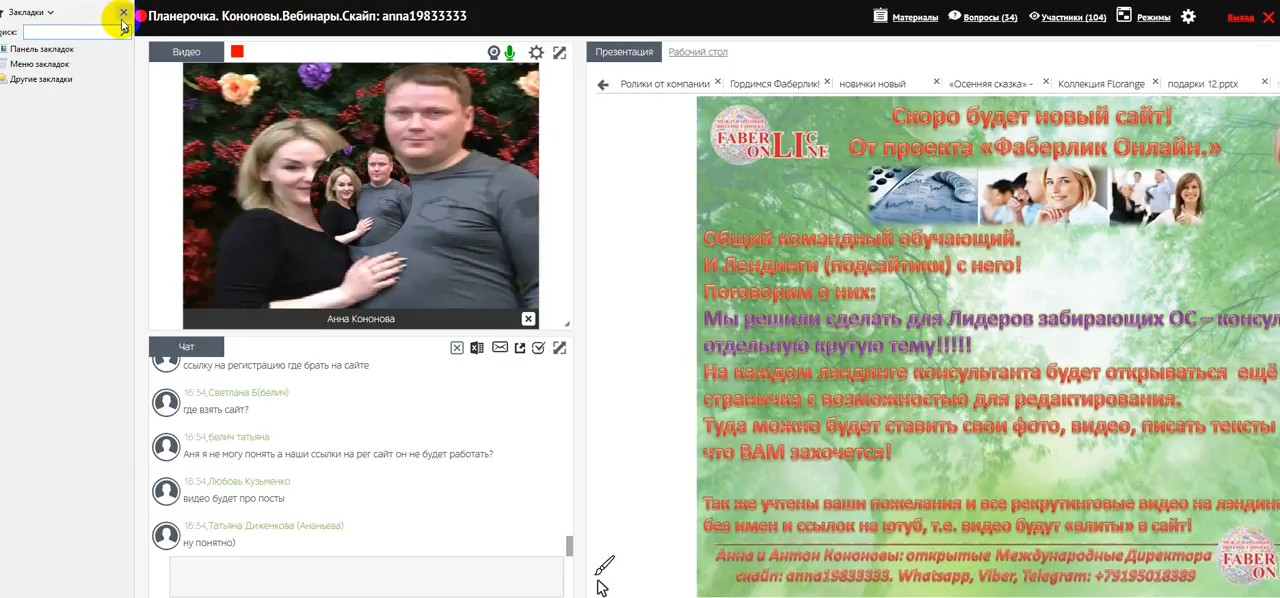 Закладки
Планерочка. Кононовы.Вебинары.Скайп: anna19833333
Материалы
Вопросы (34)
Участники (104)
Режимы
Выход
Панель закладок
Меню закладок
Другие закладки
Видео
Анна Кононова
Чат
ссылку на регистрацию где брать на сайте
16:54,Светлана Б(белич)
где взять сайт?
16:54,белич татьяна
Аня я не могу понять а наши ссылки на рег сайт он не будет работать?
16:54,Любовь Кузьменко
видео будет про посты
16:54,Татьяна Диженкова (Ананьева)
ну понятно)
Презентация Рабочий стол
Ролики от компании Гордимся Фаберлик! новички новый «Осенняя сказка» - Коллекция Florange подарки 12.pptx
FABERLIC
ONLINE
Скоро будет новый сайт!
От проекта «Фаберлик Онлайн.»
Общий командный обучающий.
И Лендинги (подсайтики) с него!
Поговорим о них:
Мы решили сделать для Лидеров забирающих ОС – консул
отдельную крутую тему!!!!!
На каждом лэндинге консультанта будет открываться ещё
страничка с возможностью для редактирования.
Туда можно будет ставить свои фото, видео, писать тексты
что ВАМ захочется!
Так же учтены ваши пожелания и все рекрутинговые видео на лэндин
без имен и ссылок на ютуб, т.е. видео будут «влиты» в сайт!
Анна и Антон Кононовы: открытые Международные Директора
скайп: anna19833333. Whatsapp, Viber, Telegram: +79195018389
FABER
ON